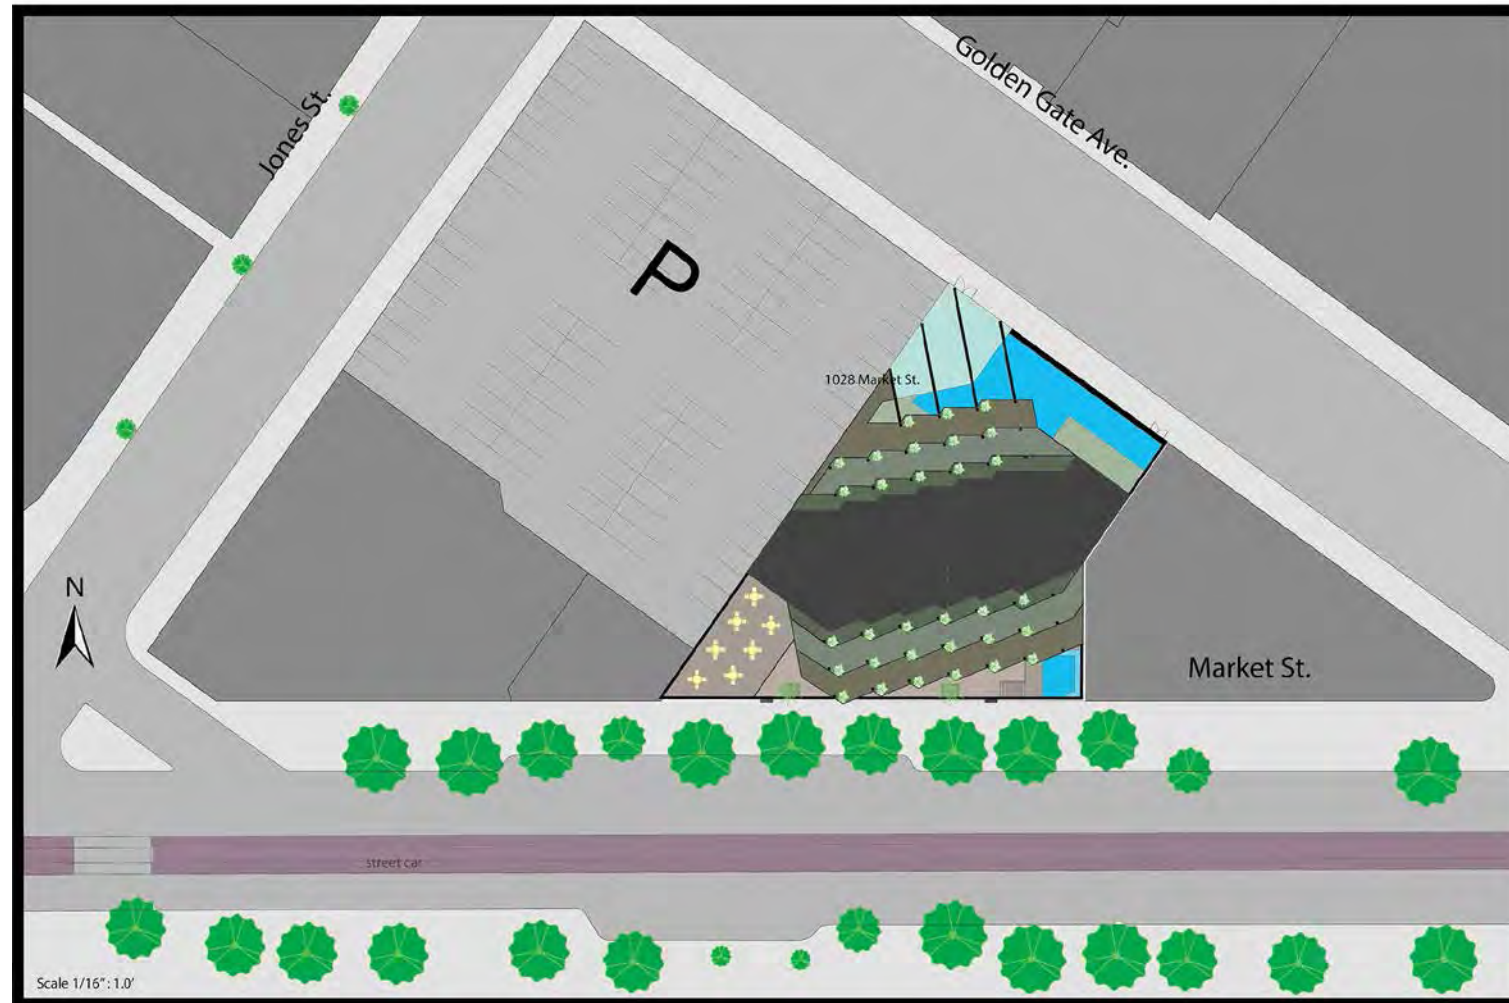 Golden Gate Ave.
Jones St.
P
1028 Market St.
N
Market St.
street car
Scale 1/16" : 1.0'